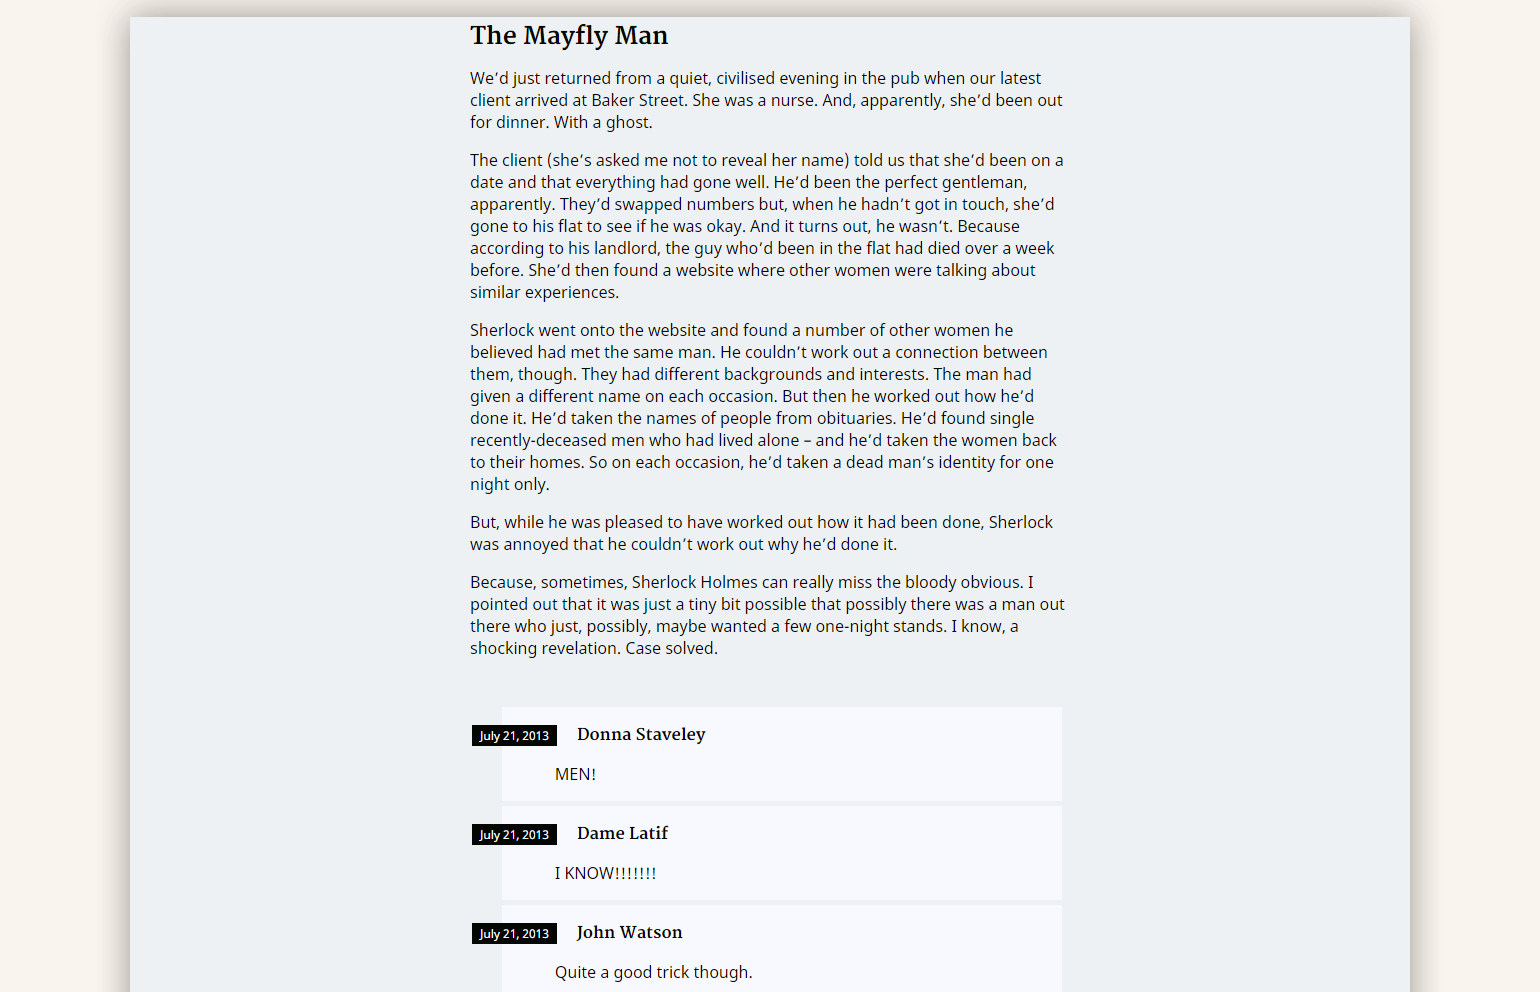 The Mayfly Man
We’d just returned from a quiet, civilised evening in the pub when our latest
client arrived at Baker Street. She was a nurse. And, apparently, she’d been out
for dinner. With a ghost.
The client (she’s asked me not to reveal her name) told us that she’d been on a
date and that everything had gone well. He’d been the perfect gentleman,
apparently. They’d swapped numbers but, when he hadn’t got in touch, she’d
gone to his flat to see if he was okay. And it turns out, he wasn’t. Because
according to his landlord, the guy who’d been in the flat had died over a week
before. She’d then found a website where other women were talking about
similar experiences.
Sherlock went onto the website and found a number of other women he
believed had met the same man. He couldn’t work out a connection between
them, though. They had different backgrounds and interests. The man had
given a different name on each occasion. But then he worked out how he’d
done it. He’d taken the names of people from obituaries. He’d found single
recently-deceased men who had lived alone – and he’d taken the women back
to their homes. So on each occasion, he’d taken a dead man’s identity for one
night only.
But, while he was pleased to have worked out how it had been done, Sherlock
was annoyed that he couldn’t work out why he’d done it.
Because, sometimes, Sherlock Holmes can really miss the bloody obvious. I
pointed out that it was just a tiny bit possible that possibly there was a man out
there who just, possibly, maybe wanted a few one-night stands. I know, a
shocking revelation. Case solved.
July 21, 2013 Donna Staveley
MEN!
July 21, 2013 Dame Latif
I KNOW!!!!!!!
July 21, 2013 John Watson
Quite a good trick though.